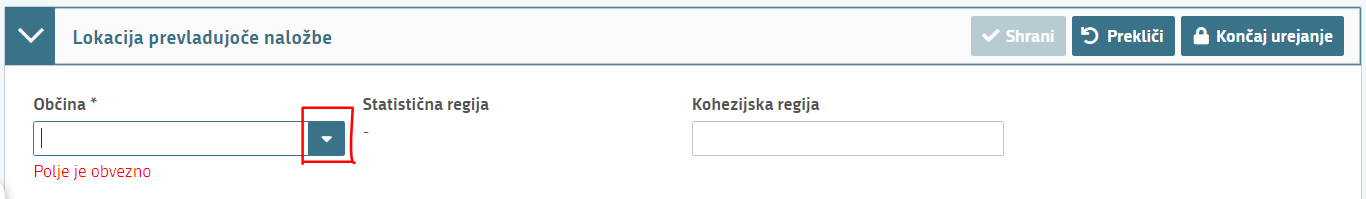 Lokacija prevladujoče naložbe
Shrani
Prekliči
Končaj urejanje
Občina *
Statistična regija
Kohezijska regija
-
Polje je obvezno